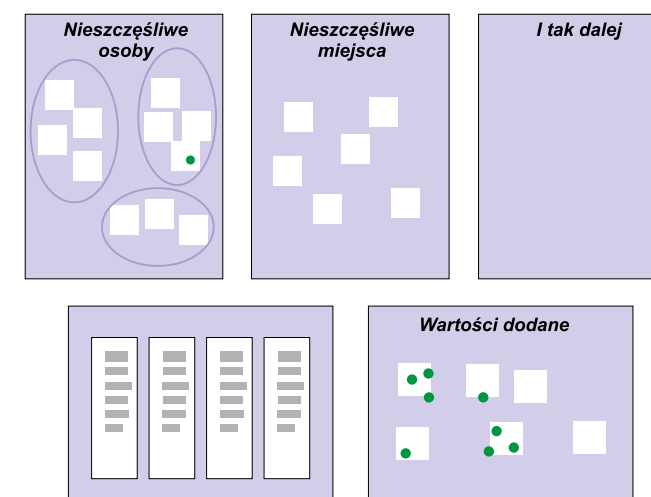 Nieszczęśliwe
osoby
Nieszczęśliwe
miejsca
I tak dalej
Wartości dodane